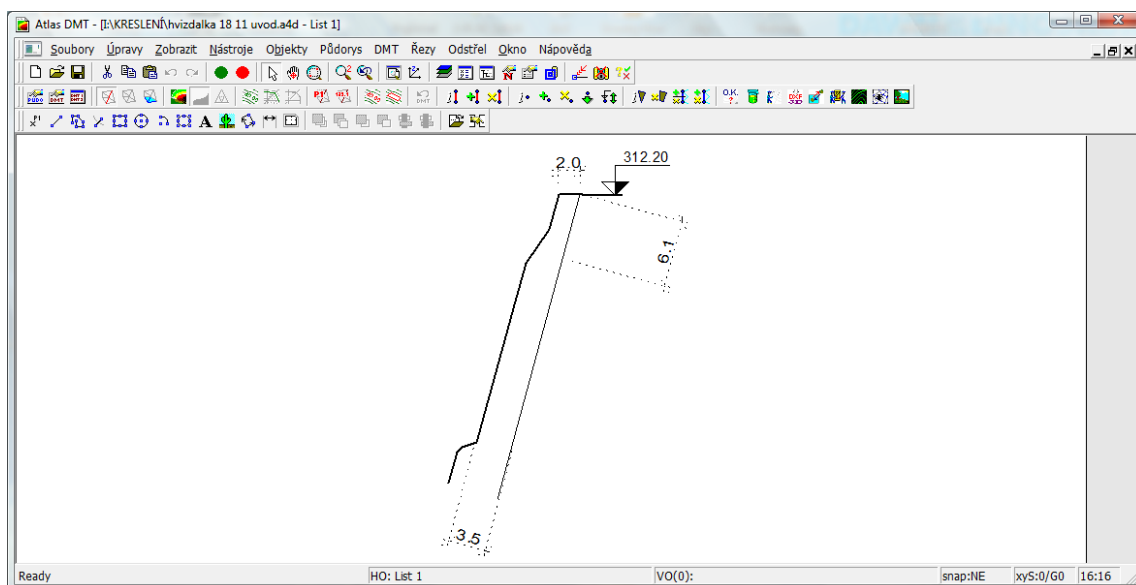 Atlas DMT - [I:\KRESLENÍ\hvizdalka 18 11 uvod.a4d - List 1]
Soubory Úpravy Zobrazit Nástroje Objekty Půdorys DMT Řezy Odstřel Okno Nápověda
2.0
312.20
6.1
3.5
Ready HO: List 1 VO(0): snap:NE xyS:0/G0 16:16